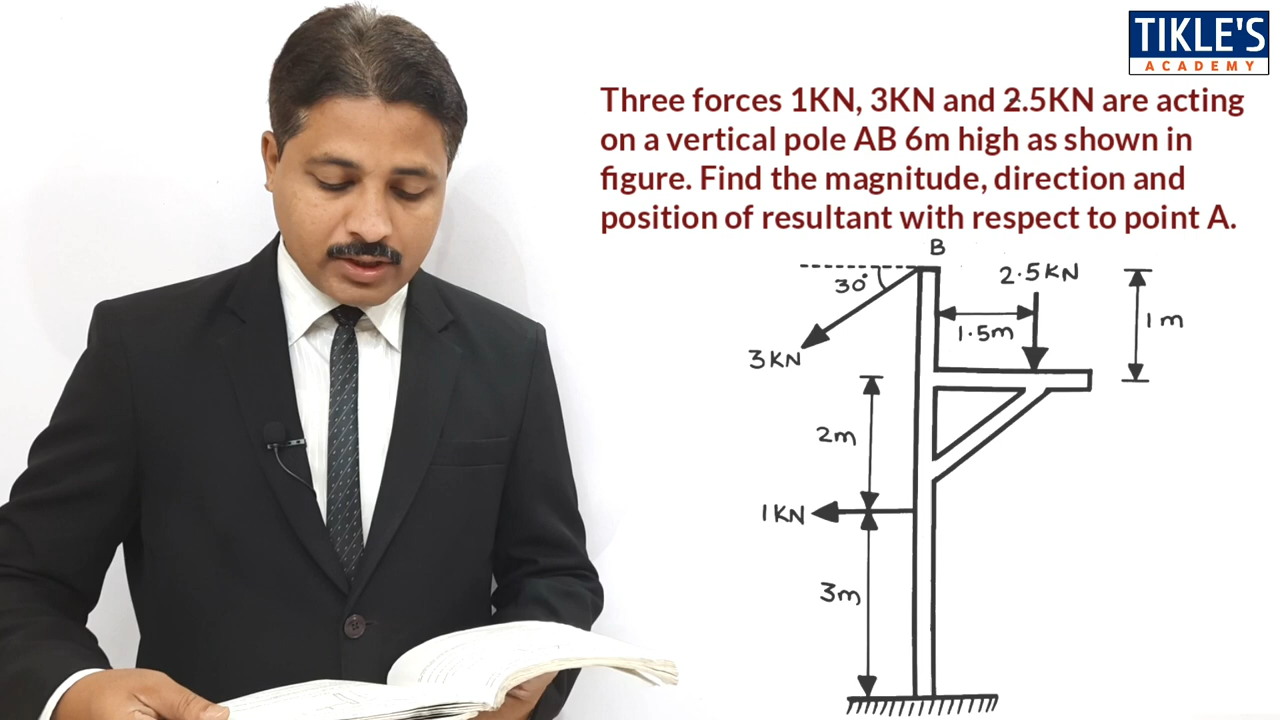 TIKLE'S
ACADEMY
Three forces 1KN, 3KN and 2.5KN are acting
on a vertical pole AB 6m high as shown in
figure. Find the magnitude, direction and
position of resultant with respect to point A.
B
30°
2.5KN
1.5m
1m
3KN
2m
1KN
3m